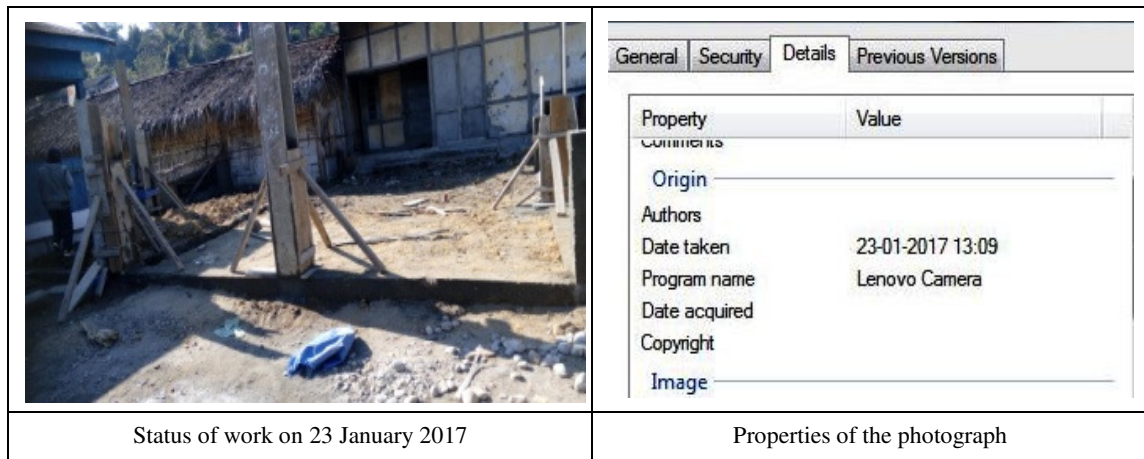 General Security Details Previous Versions
Property Value
Comments
Origin
Authors
Date taken 23-01-2017 13:09
Program name Lenovo Camera
Date acquired
Copyright
Image
Status of work on 23 January 2017 Properties of the photograph